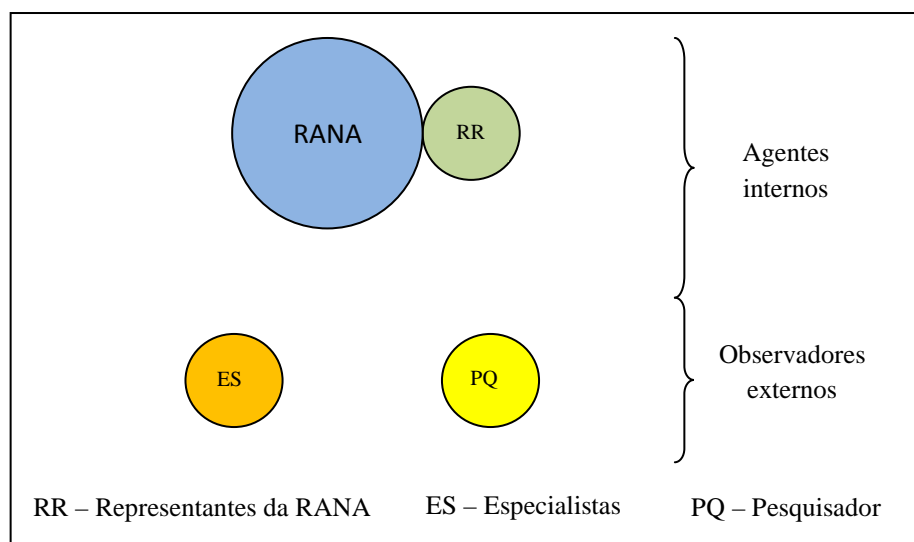 RANA
RR
Agentes
internos
ES
PQ
Observadores
externos
RR – Representantes da RANA
ES – Especialistas
PQ – Pesquisador